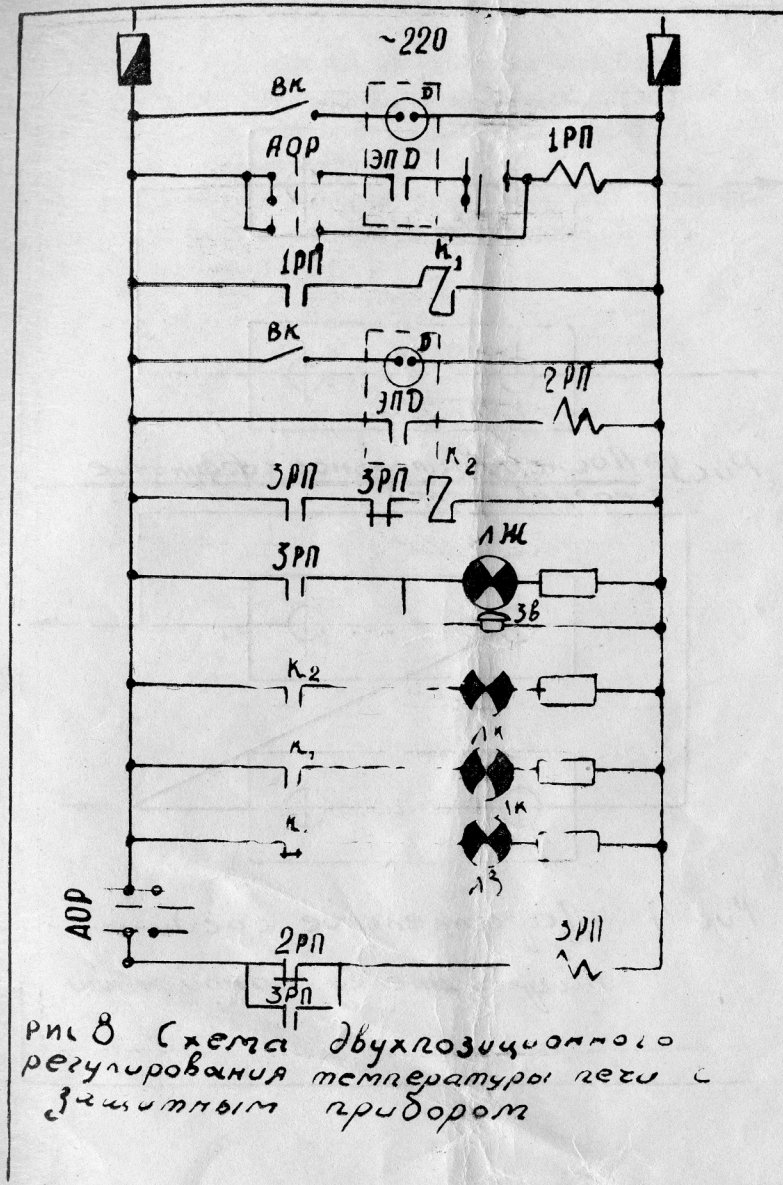 ~220
ВК
D
АОР
ЭПД
1РП
1РП
К1
ВК
D
ЭПД
2РП
К2
3РП
3РП
ЛЖ
3РП
Зв
К2
ЛК
К1
ЛК
К
ЛЗ
АОР
2РП
3РП
3РП
РИС 8 Схема двухпозиционного
регулирования температуры печи с
защитным прибором